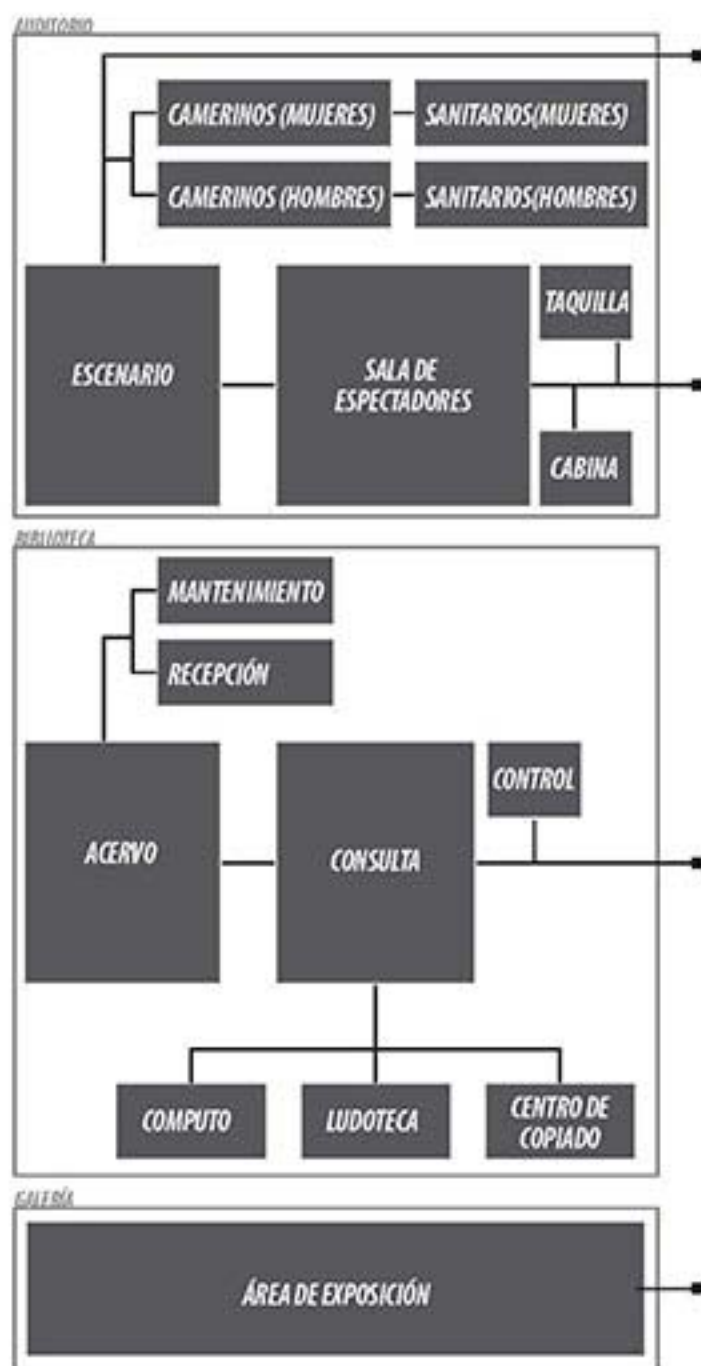 AUDITORIO
CAMERINOS (MUJERES)
SANITARIOS(MUJERES)
CAMERINOS (HOMBRES)
SANITARIOS(HOMBRES)
ESCENARIO
SALA DE
ESPECTADORES
TAQUILLA
CABINA
BIBLIOTECA
MANTENIMIENTO
RECEPCIÓN
ACERVO
CONSULTA
CONTROL
COMPUTO
LUDOTECA
CENTRO DE
COPIADO
GALERÍA
ÁREA DE EXPOSICIÓN